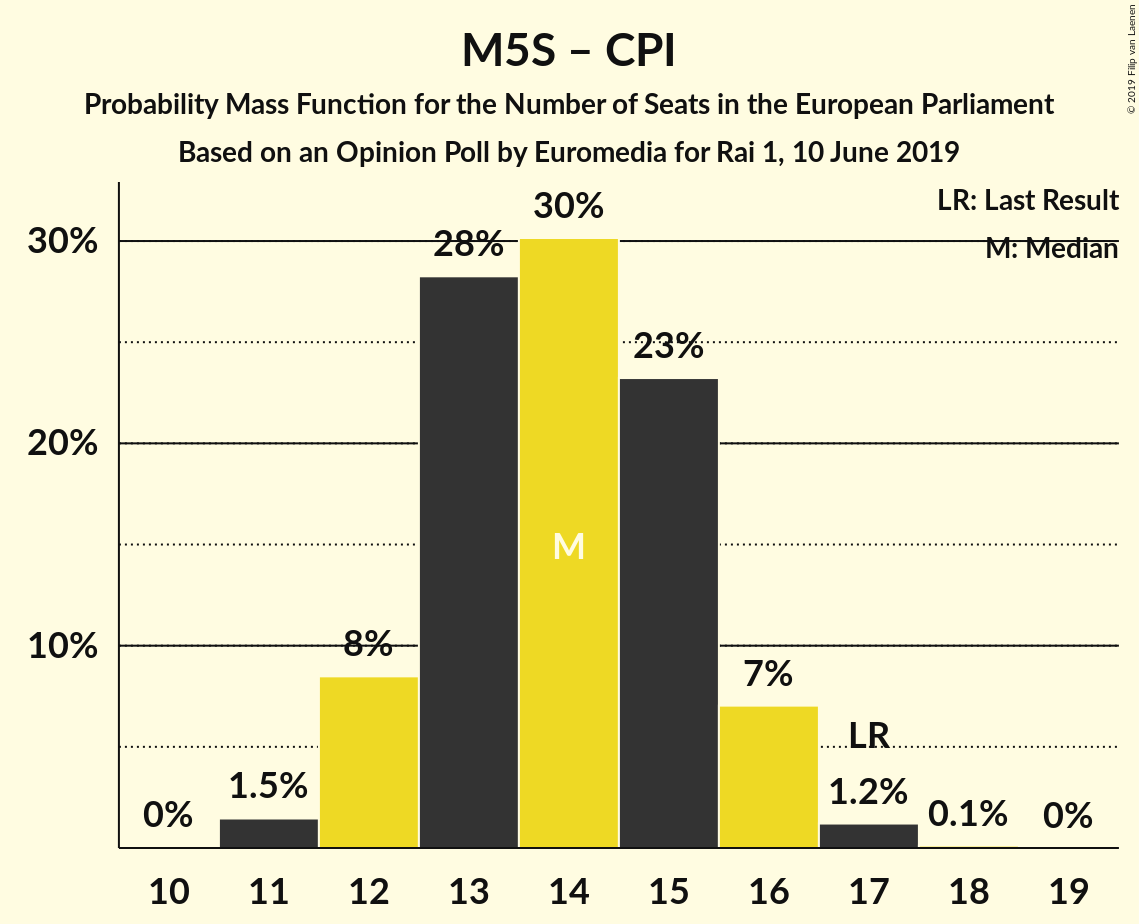 M5S – CPI
Probability Mass Function for the Number of Seats in the European Parliament
Based on an Opinion Poll by Euromedia for Rai 1, 10 June 2019
© 2019 Filip van Laenen
LR: Last Result
M: Median
30%
20%
10%
0%
1.5%
8%
28%
30%
23%
7%
1.2%
0.1%
0%
M
LR
10 11 12 13 14 15 16 17 18 19